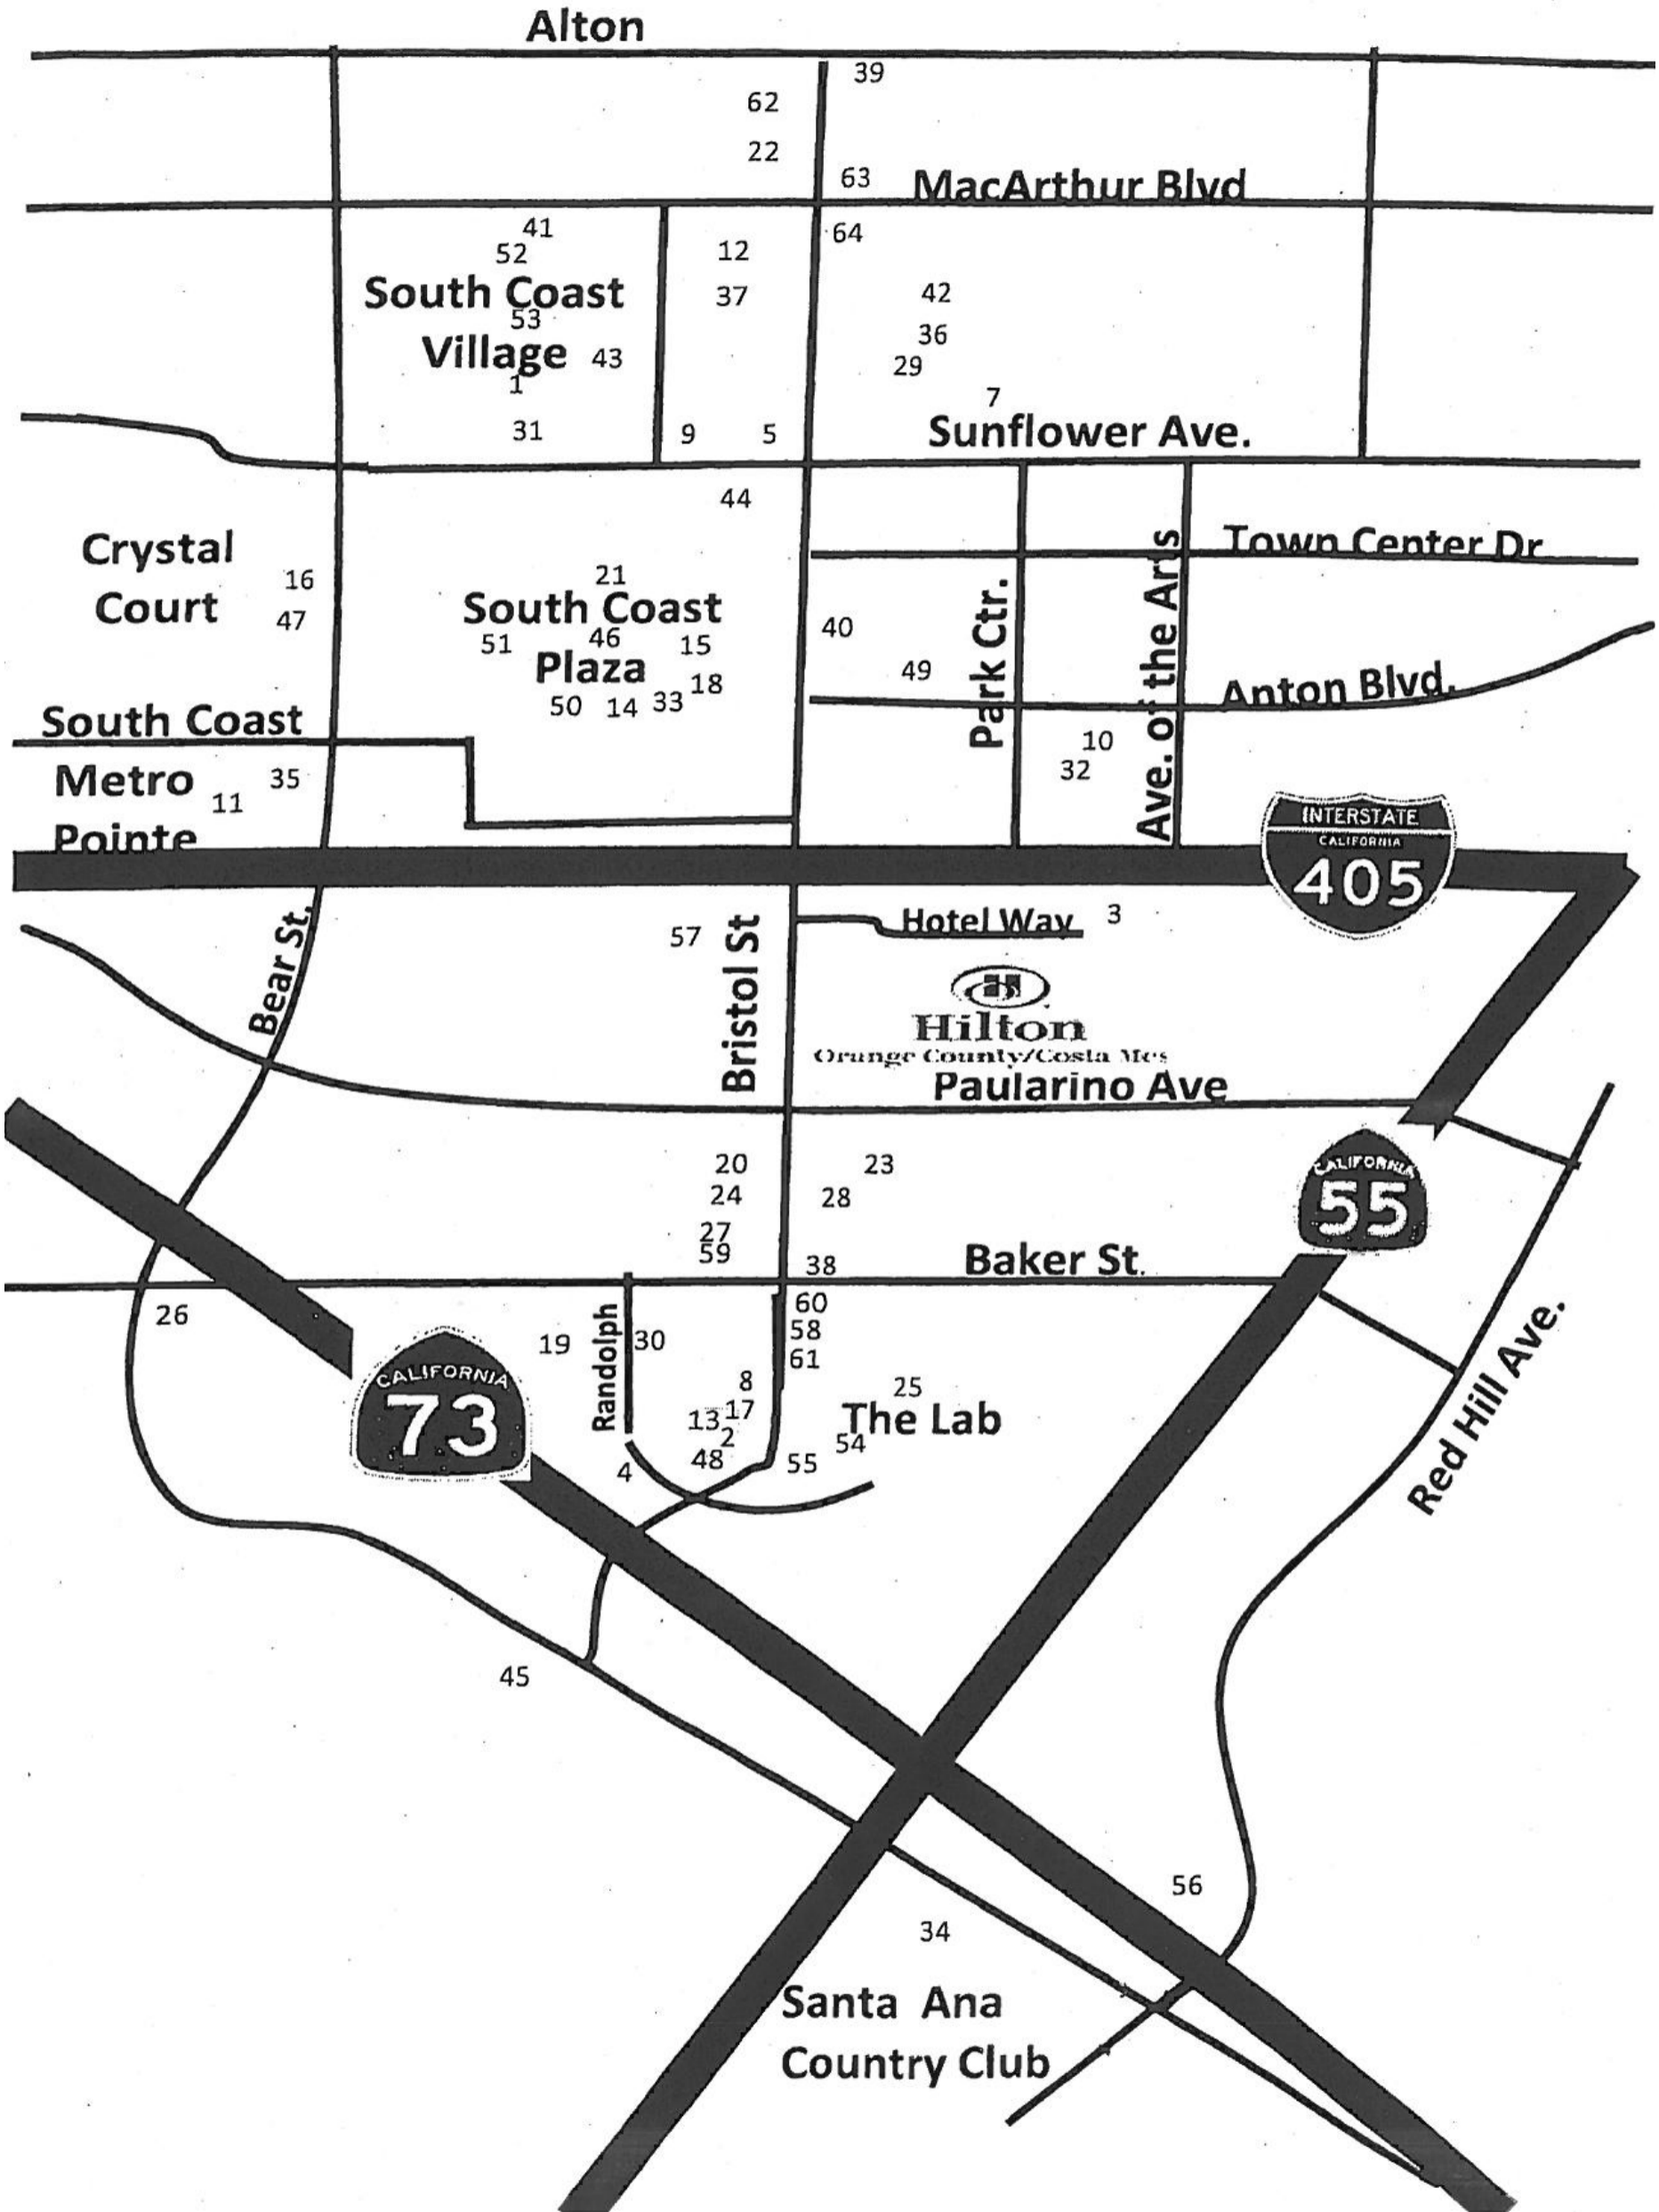 Alton
39
62
22
63
MacArthur Blvd
41
52
64
12
South Coast
37
42
53
36
Village
43
29
1
7
31
9
5
Sunflower Ave.
44
Crystal
Town Center Dr
16
21
Court
South Coast
47
51
46
15
40
Plaza
49
18
50
14
33
Park Ctr.
Ave. of the Arts
Anton Blvd.
South Coast
10
32
Metro
35
11
Pointe
INTERSTATE
CALIFORNIA
405
57
Hotel Way
3
Bear St.
Bristol St
H
Hilton
Orange County/Costa Mes
Paularino Ave
20
23
24
28
27
59
38
Baker St.
CALIFORNIA
55
26
60
58
61
19
Randolph
30
8
25
CALIFORNIA
73
13
17
2
The Lab
54
48
55
4
Red Hill Ave.
45
56
34
Santa Ana
Country Club